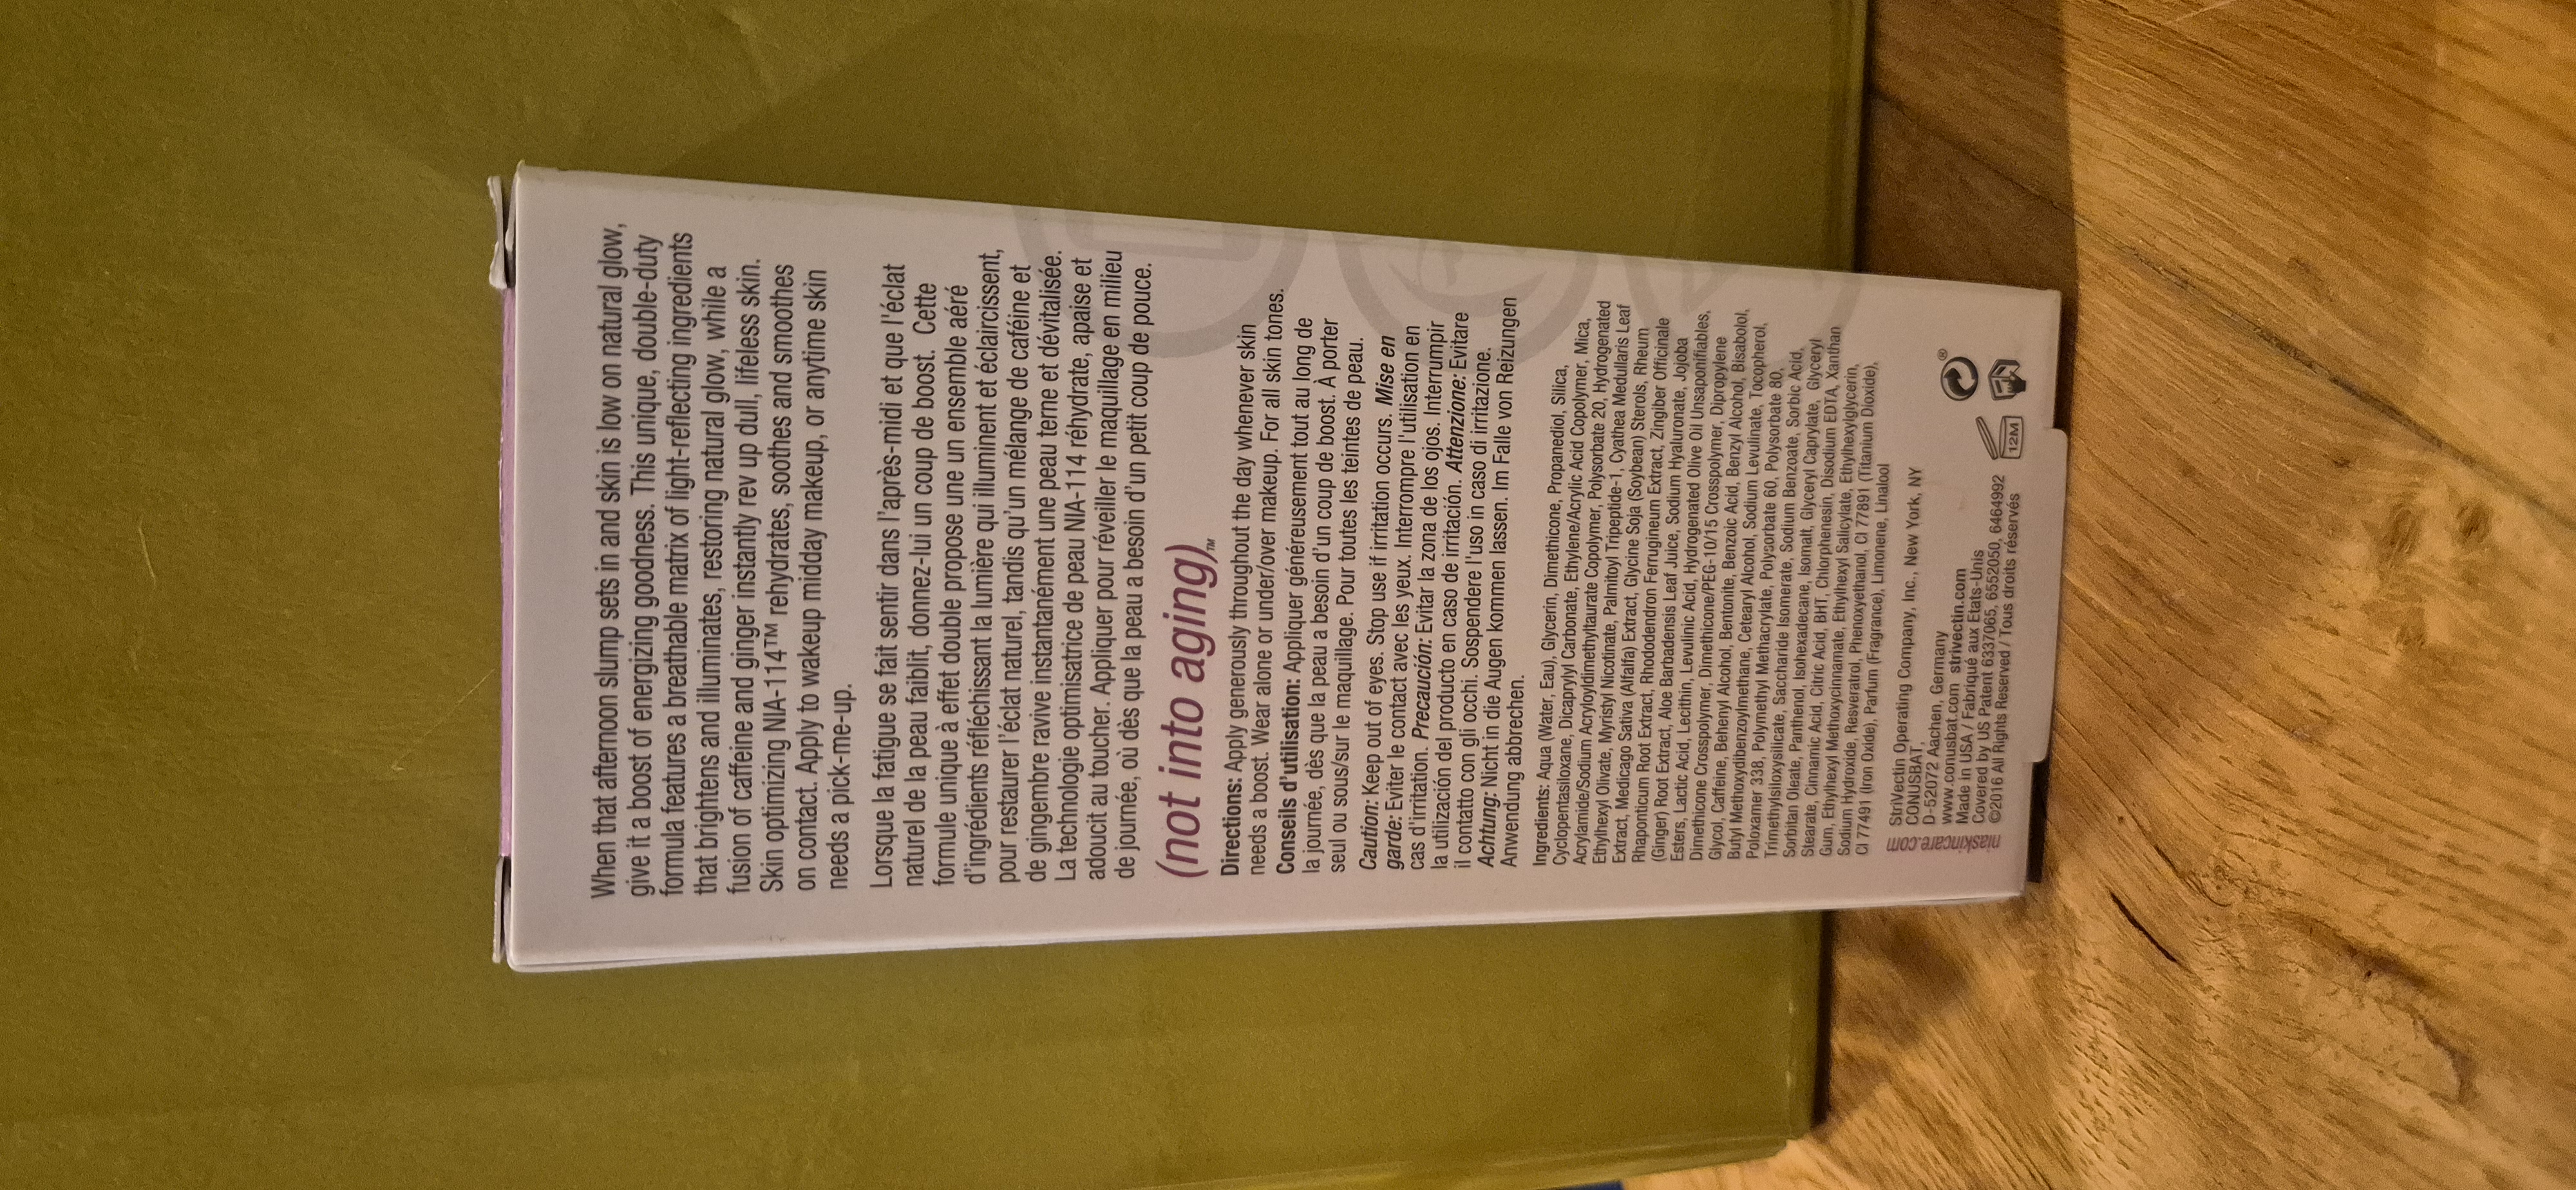 When that afternoon slump sets in and skin is low on natural glow,
give it a boost of energizing goodness. This unique, double-duty
formula features a breathable matrix of light-reflecting ingredients
that brightens and illuminates, restoring natural glow, while a
fusion of caffeine and ginger instantly rev up dull, lifeless skin.
Skin optimizing NIA-114™ rehydrates, soothes and smoothes
on contact. Apply to wakeup midday makeup, or anytime skin
needs a pick-me-up.
Lorsque la fatigue se fait sentir dans l'après-midi et que l'éclat
naturel de la peau faiblit, donnez-lui un coup de boost. Cette
formule unique à effet double propose une un ensemble aéré
d'ingrédients réfléchissant la lumière qui illuminent et éclaircissent,
pour restaurer l'éclat naturel, tandis qu'un mélange de caféine et
de gingembre ravive instantanément une peau terne et dévitalisée.
La technologie optimisatrice de peau NIA-114 réhydrate, apaise et
adoucit au toucher. Appliquer pour réveiller le maquillage en milieu
de journée, où dès que la peau a besoin d'un petit coup de pouce.
(not into aging)™
Directions: Apply generously throughout the day whenever skin
needs a boost. Wear alone or under/over makeup. For all skin tones.
Conseils d'utilisation: Appliquer généreusement tout au long de
la journée, dès que la peau a besoin d'un coup de boost. À porter
seul ou sous/sur le maquillage. Pour toutes les teintes de peau.
Caution: Keep out of eyes. Stop use if irritation occurs. Mise en
garde: Eviter le contact avec les yeux. Interrompre l'utilisation en
cas d'irritation. Precaución: Evitar la zona de los ojos. Interrumpir
la utilización del producto en caso de irritación. Attenzione: Evitare
il contatto con gli occhi. Sospendere l'uso in caso di irritazione.
Achtung: Nicht in die Augen kommen lassen. Im Falle von Reizungen
Anwendung abbrechen.
Ingredients: Aqua (Water, Eau), Glycerin, Dimethicone, Propanediol, Silica,
Cyclopentasiloxane, Dicaprylyl Carbonate, Ethylene/Acrylic Acid Copolymer, Mica,
Acrylamide/Sodium Acryloyldimethyltaurate Copolymer, Polysorbate 20, Hydrogenated
Ethylhexyl Olivate, Myristyl Nicotinate, Palmitoyl Tripeptide-1, Cyathea Medullaris Leaf
Extract, Medicago Sativa (Alfalfa) Extract, Glycine Soja (Soybean) Sterols, Rheum
Rhaponticum Root Extract, Rhododendron Ferrugineum Extract, Zingiber Officinale
(Ginger) Root Extract, Aloe Barbadensis Leaf Juice, Sodium Hyaluronate, Jojoba
Esters, Lactic Acid, Lecithin, Levulinic Acid, Hydrogenated Olive Oil Unsaponifiables,
Dimethicone Crosspolymer, Dimethicone/PEG-10/15 Crosspolymer, Dipropylene
Glycol, Caffeine, Behenyl Alcohol, Bentonite, Benzoic Acid, Benzyl Alcohol, Bisabolol,
Butyl Methoxydibenzoylmethane, Cetearyl Alcohol, Sodium Levulinate, Tocopherol,
Poloxamer 338, Polymethyl Methacrylate, Polysorbate 60, Polysorbate 80,
Trimethylsiloxysilicate, Saccharide Isomerate, Sodium Benzoate, Sorbic Acid,
Sorbitan Oleate, Panthenol, Isohexadecane, Isomalt, Glyceryl Caprylate, Glyceryl
Stearate, Cinnamic Acid, Citric Acid, BHT, Chlorphenesin, Disodium EDTA, Xanthan
Gum, Ethylhexyl Methoxycinnamate, Ethylhexyl Salicylate, Ethylhexylglycerin,
Sodium Hydroxide, Resveratrol, Phenoxyethanol, CI 77891 (Titanium Dioxide),
CI 77491 (Iron Oxide), Parfum (Fragrance), Limonene, Linalool
StriVectin Operating Company, Inc., New York, NY
CONUSBAT,
D-52072 Aachen, Germany
www.conusbat.com strivectin.com
Made in USA / Fabriqué aux Etats-Unis
Covered by US Patent 6337065, 6552050, 6464992
©2016 All Rights Reserved / Tous droits réservés
niaskincare.com
12M
®